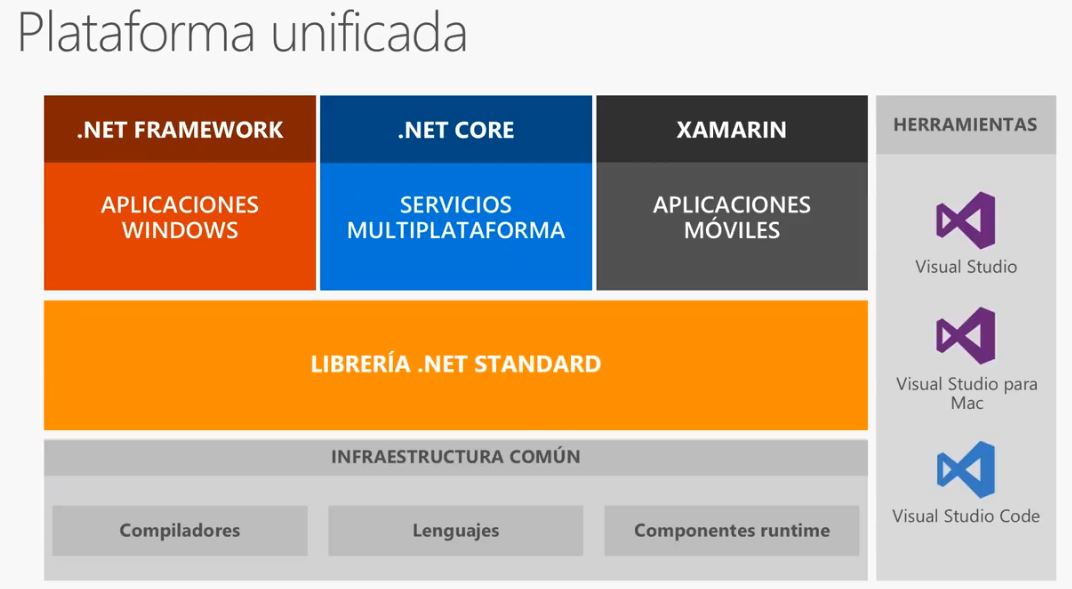 Plataforma unificada
.NET FRAMEWORK
APLICACIONES
WINDOWS
.NET CORE
SERVICIOS
MULTIPLATAFORMA
XAMARIN
APLICACIONES
MÓVILES
LIBRERÍA .NET STANDARD
INFRAESTRUCTURA COMÚN
Compiladores
Lenguajes
Componentes runtime
HERRAMIENTAS
Visual Studio
Visual Studio para
Mac
Visual Studio Code